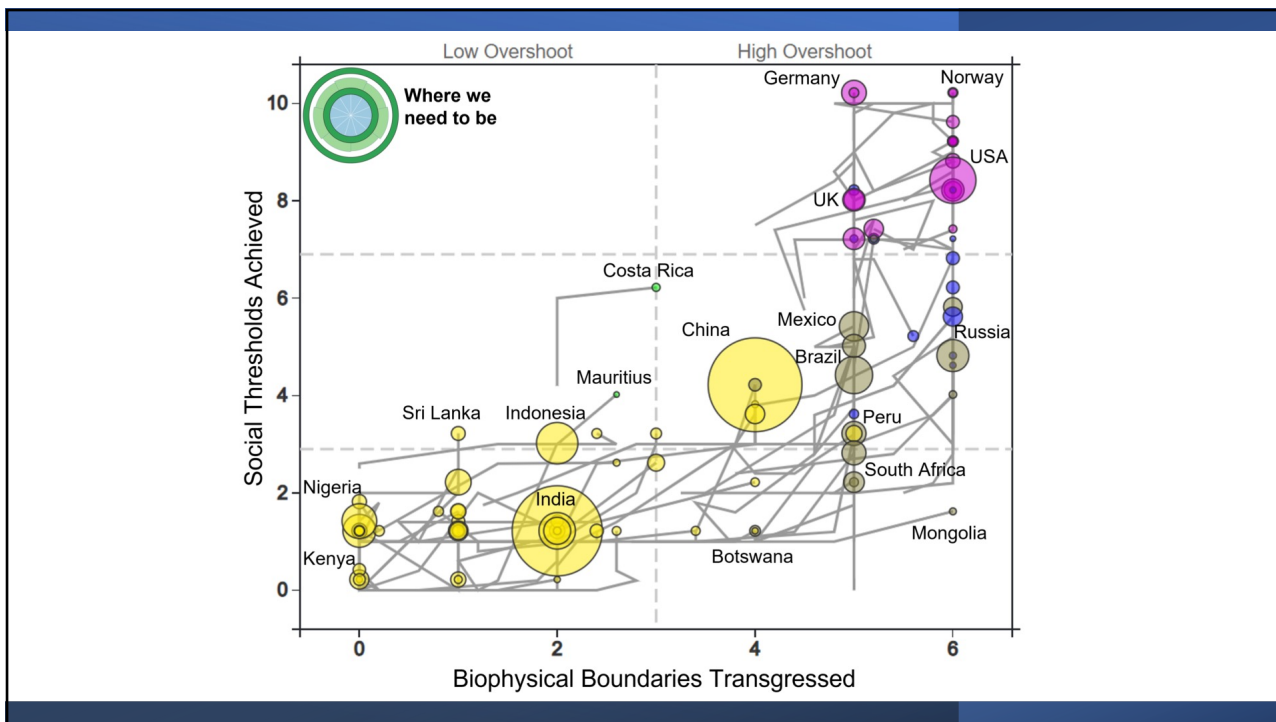 Low Overshoot
High Overshoot
Where we
need to be
Germany
Norway
USA
UK
Costa Rica
China
Mexico
Russia
Brazil
Mauritius
Sri Lanka
Indonesia
Peru
South Africa
Nigeria
India
Kenya
Botswana
Mongolia
10
8
6
4
2
0
Social Thresholds Achieved
0
2
4
6
Biophysical Boundaries Transgressed